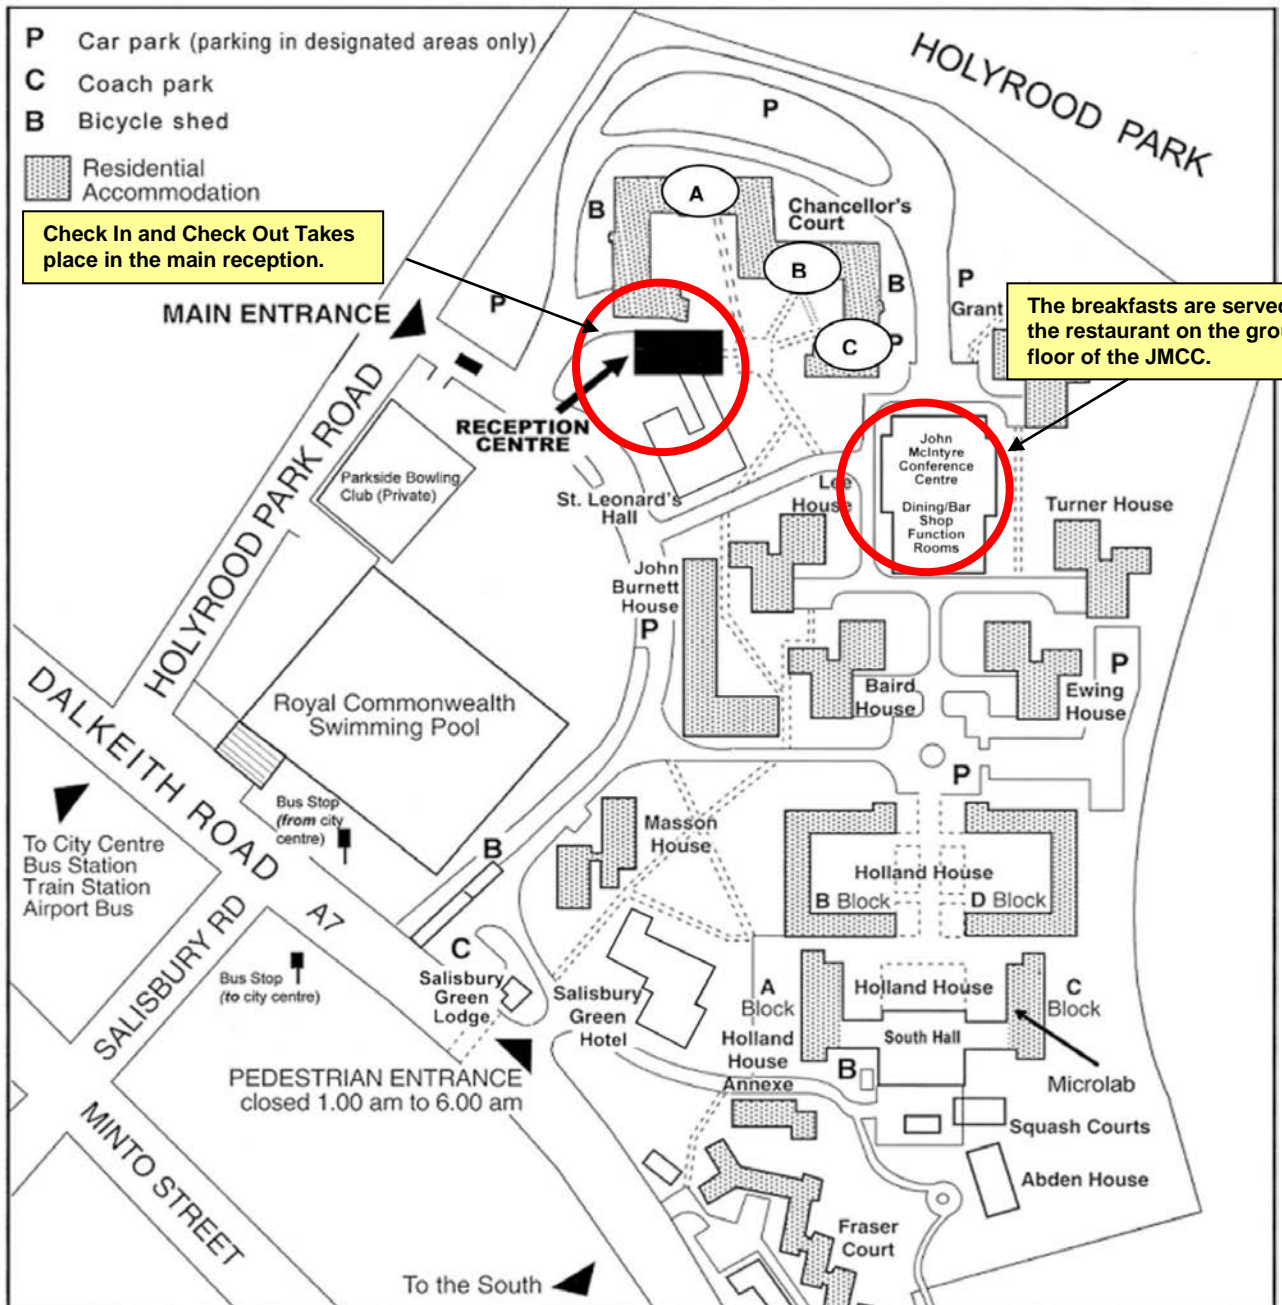 P Car park (parking in designated areas only)
C Coach park
B Bicycle shed
Residential
Accommodation
Check In and Check Out Takes
place in the main reception.
HOLYROOD PARK
P
A
B
Chancellor's
Court
B
B
P
Grant
The breakfasts are served
the restaurant on the
floor of the JMCC.
MAIN ENTRANCE
P
C
RECEPTION
CENTRE
HOLYROOD PARK ROAD
Parkside Bowling
Club (Private)
St. Leonard's
Hall
Lee
House
John
McIntyre
Conference
Centre
Dining/Bar
Shop
Function
Rooms
Turner House
John
Burnett
House
P
Baird
House
Ewing
House
P
Royal Commonwealth
Swimming Pool
DALKEITH ROAD
P
Bus Stop
(from city
centre)
To City Centre
Bus Station
Train Station
Airport Bus
B
Masson
House
Holland House
B Block
D Block
SALISBURY RD
A7
Bus Stop
(to city centre)
C
Salisbury
Green
Lodge
Salisbury
Green
Hotel
A
Block
Holland House
C
Block
South Hall
Holland
House
Annexe
B
Microlab
PEDESTRIAN ENTRANCE
closed 1.00 am to 6.00 am
MINTO STREET
Squash Courts
Abden House
Fraser
Court
To the South